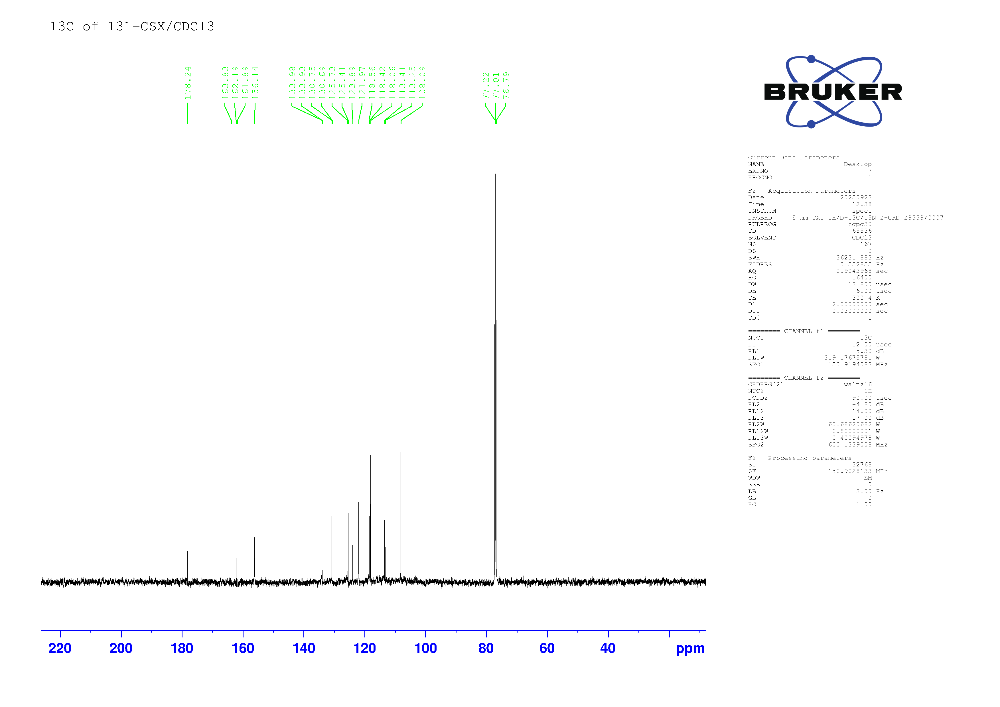 13C of 131-CSX/CDCl3
178.24
163.83
162.19
161.89
156.14
133.98
133.93
130.75
130.69
125.73
125.41
123.89
121.97
118.56
118.42
118.06
113.41
113.25
108.09
77.22
77.01
76.79
BRUKER
Current Data Parameters
NAME Desktop
EXPNO 7
PROCNO 1
F2 - Acquisition Parameters
Date_ 20250923
Time 12.38
INSTRUM spect
PROBHD 5 mm TXI 1H/D-13C/15N Z-GRD Z8558/0007
PULPROG zgpg30
TD 65536
SOLVENT CDCl3
NS 167
DS 0
SWH 36231.883 Hz
FIDRES 0.552855 Hz
AQ 0.9043968 sec
RG 16400
DW 13.800 usec
DE 6.00 usec
TE 300.4 K
D1 2.00000000 sec
D11 0.03000000 sec
TD0 1
======== CHANNEL f1 ========
NUC1 13C
P1 12.00 usec
PL1 -5.30 dB
PL1W 319.17675781 W
SFO1 150.9194083 MHz
======== CHANNEL f2 ========
CPDPRG[2] waltz16
NUC2 1H
PCPD2 90.00 usec
PL2 -4.80 dB
PL12 14.00 dB
PL13 17.00 dB
PL2W 60.68620682 W
PL12W 0.80000001 W
PL13W 0.40094978 W
SFO2 600.1339008 MHz
F2 - Processing parameters
SI 32768
SF 150.9028133 MHz
WDW EM
SSB 0
LB 3.00 Hz
GB 0
PC 1.00
220 200 180 160 140 120 100 80 60 40 ppm